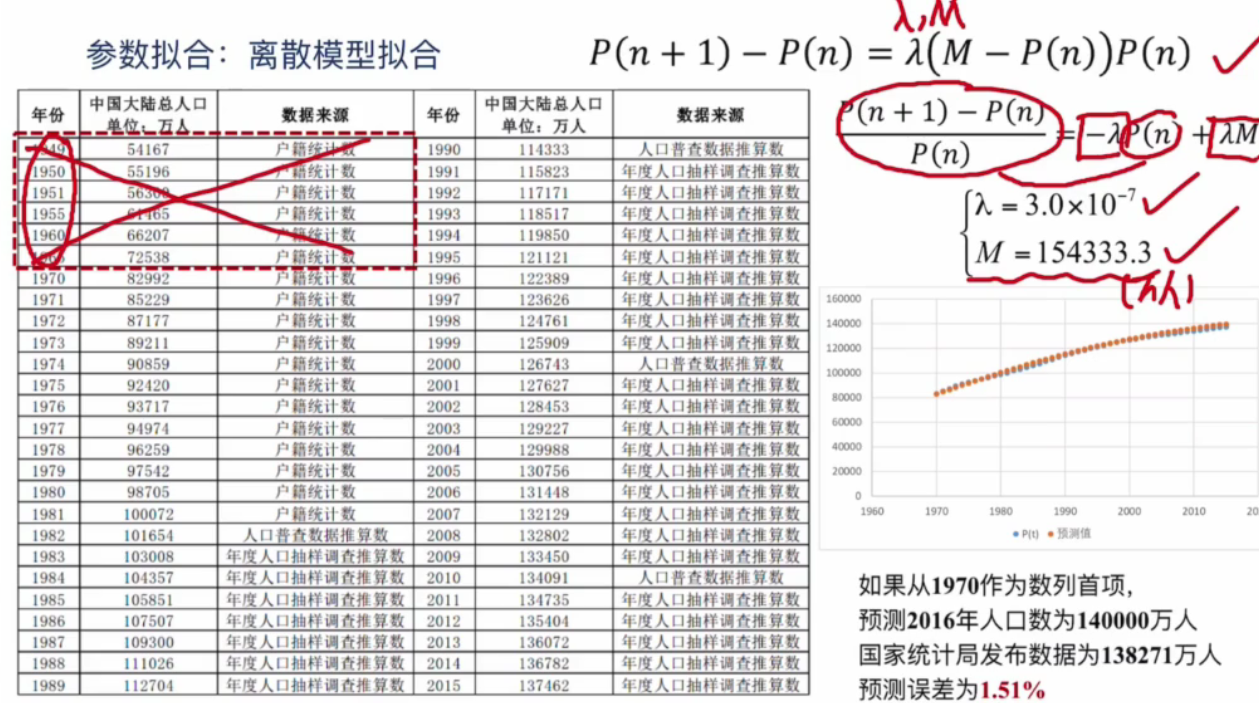 λ,M
参数拟合：离散模型拟合
P(n + 1) − P(n) = λ(M − P(n))P(n)
年份 中国大陆总人口 单位：万人 数据来源 年份 中国大陆总人口 单位：万人 数据来源
1949 54167 户籍统计数 1990 114333 人口普查数据推算数
1950 55196 户籍统计数 1991 115823 年度人口抽样调查推算数
1951 56300 户籍统计数 1992 117171 年度人口抽样调查推算数
1955 61465 户籍统计数 1993 118517 年度人口抽样调查推算数
1960 66207 户籍统计数 1994 119850 年度人口抽样调查推算数
1965 72538 户籍统计数 1995 121121 年度人口抽样调查推算数
1970 82992 户籍统计数 1996 122389 年度人口抽样调查推算数
1971 85229 户籍统计数 1997 123626 年度人口抽样调查推算数
1972 87177 户籍统计数 1998 124761 年度人口抽样调查推算数
1973 89211 户籍统计数 1999 125909 年度人口抽样调查推算数
1974 90859 户籍统计数 2000 126743 人口普查数据推算数
1975 92420 户籍统计数 2001 127627 年度人口抽样调查推算数
1976 93717 户籍统计数 2002 128453 年度人口抽样调查推算数
1977 94974 户籍统计数 2003 129227 年度人口抽样调查推算数
1978 96259 户籍统计数 2004 129988 年度人口抽样调查推算数
1979 97542 户籍统计数 2005 130756 年度人口抽样调查推算数
1980 98705 户籍统计数 2006 131448 年度人口抽样调查推算数
1981 100072 户籍统计数 2007 132129 年度人口抽样调查推算数
1982 101654 人口普查数据推算数 2008 132802 年度人口抽样调查推算数
1983 103008 年度人口抽样调查推算数 2009 133450 年度人口抽样调查推算数
1984 104357 年度人口抽样调查推算数 2010 134091 人口普查数据推算数
1985 105851 年度人口抽样调查推算数 2011 134735 年度人口抽样调查推算数
1986 107507 年度人口抽样调查推算数 2012 135404 年度人口抽样调查推算数
1987 109300 年度人口抽样调查推算数 2013 136072 年度人口抽样调查推算数
1988 111026 年度人口抽样调查推算数 2014 136782 年度人口抽样调查推算数
1989 112704 年度人口抽样调查推算数 2015 137462 年度人口抽样调查推算数
P(n + 1) − P(n)
P(n)
= −λP(n) + λM
λ = 3.0×10⁻⁷
M = 154333.3
(万人)
160000
140000
120000
100000
80000
60000
40000
20000
0
1960 1970 1980 1990 2000 2010 20
P(t) 预测值
如果从1970作为数列首项，
预测2016年人口数为140000万人
国家统计局发布数据为138271万人
预测误差为1.51%